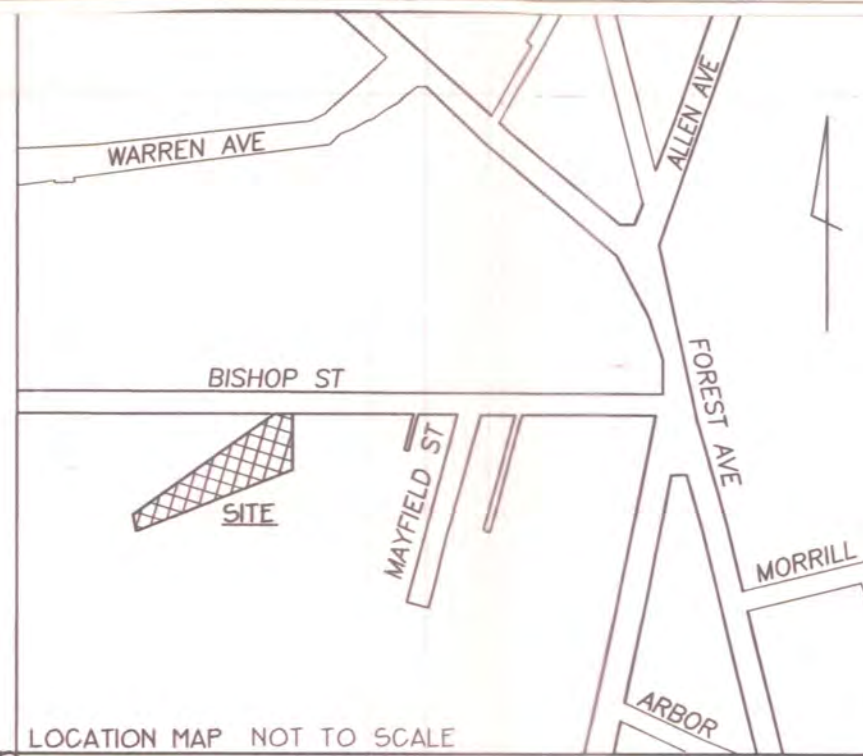 WARREN AVE
ALLEN AVE
BISHOP ST
FOREST AVE
SITE
MAYFIELD ST
MORRILL
ARBOR
LOCATION MAP NOT TO SCALE